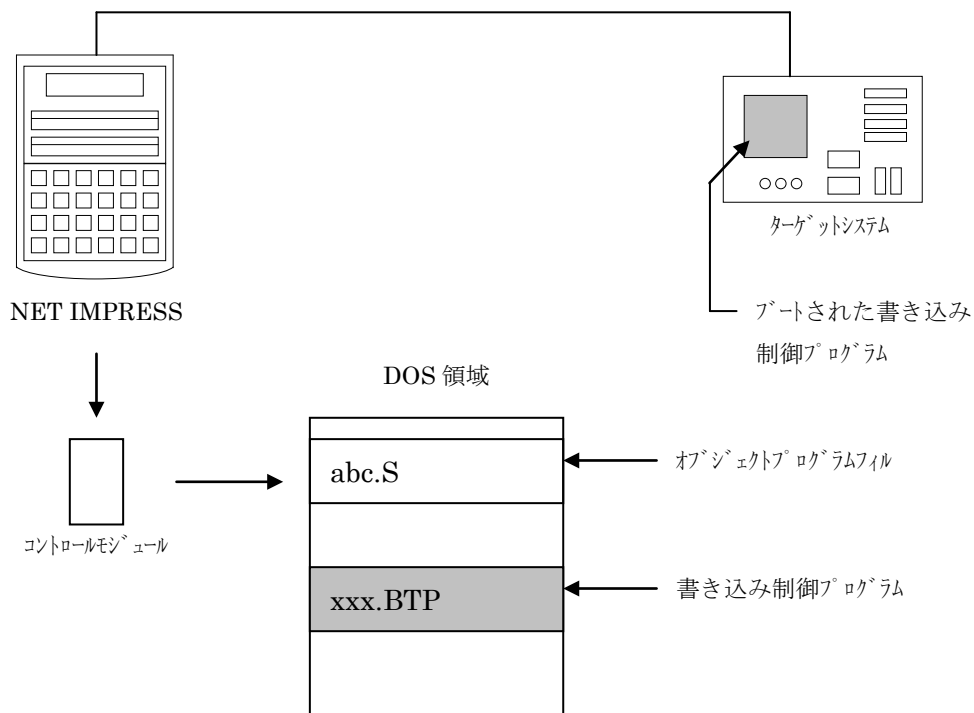 ﾀｰｹﾞｯﾄｼｽﾃﾑ
NET IMPRESS
ﾌﾞｰﾄされた書き込み
制御ﾌﾟﾛｸﾞﾗﾑ
DOS 領域
abc.S
ｵﾌﾞｼﾞｪｸﾄﾌﾟﾛｸﾞﾗﾑﾌｨﾙ
ｺﾝﾄﾛｰﾙﾓｼﾞｭｰﾙ
xxx.BTP
書き込み制御ﾌﾟﾛｸﾞﾗﾑ